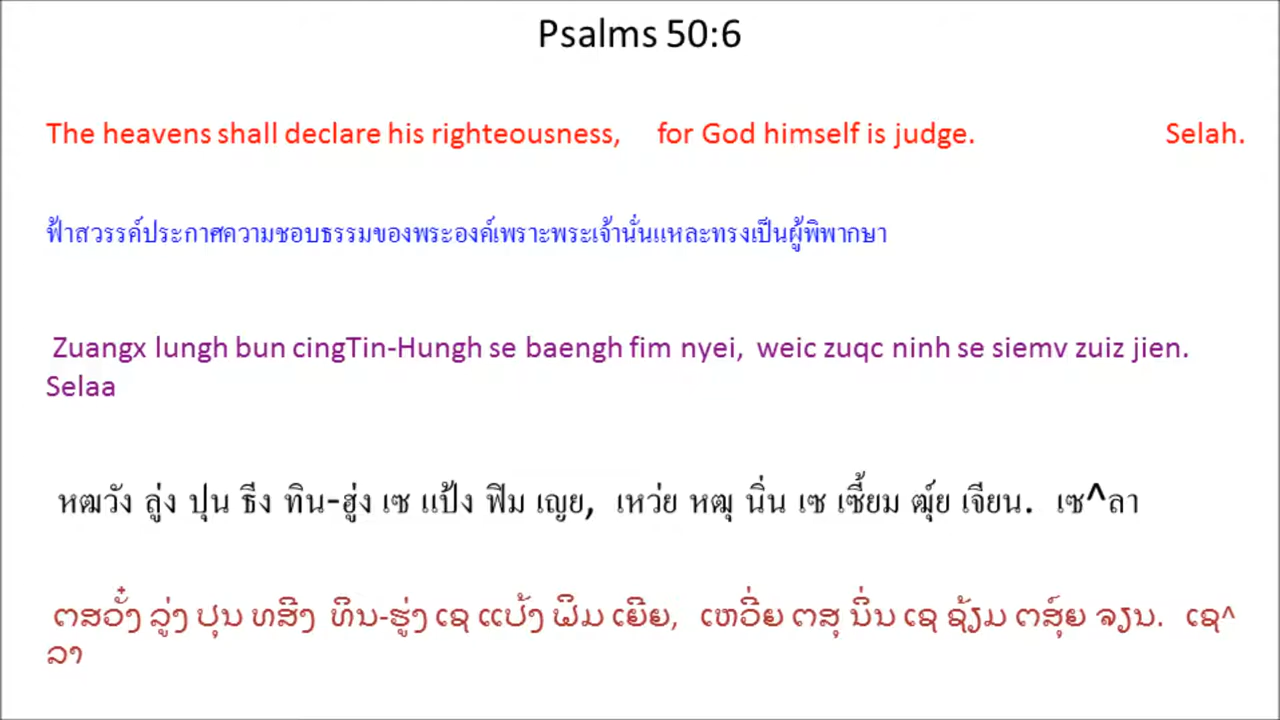 Psalms 50:6
The heavens shall declare his righteousness, for God himself is judge. Selah.
ฟ้าสวรรค์ประกาศความชอบธรรมของพระองค์เพราะพระเจ้านั่นแหละทรงเป็นผู้พิพากษา
Zuangx lungh bun cingTin-Hungh se baengh fim nyei, weic zuqc ninh se siemv zuiz jien.
Selaa
หฒวัง ลู่ง ปุน ธีง ทิน-ฮู่ง เซ แป้ง ฟิม เญย, เหว่ย หฒุ นิ่น เซ เซี้ยม ฒุ์ย เจียน. เซ^ลา
ຕສວั໋ງ ລູ່ງ ປຸນ ທສີງ ທິນ-ຮູ່ງ ເຊ ແປ້ງ ຟິມ ເຍີຍ, ເຫວີ່ຍ ຕສຸ ນິ່ນ ເຊ ຊ້ຽມ ຕສຸ໌ຍ ຈຽນ. ເຊ^
ລາ